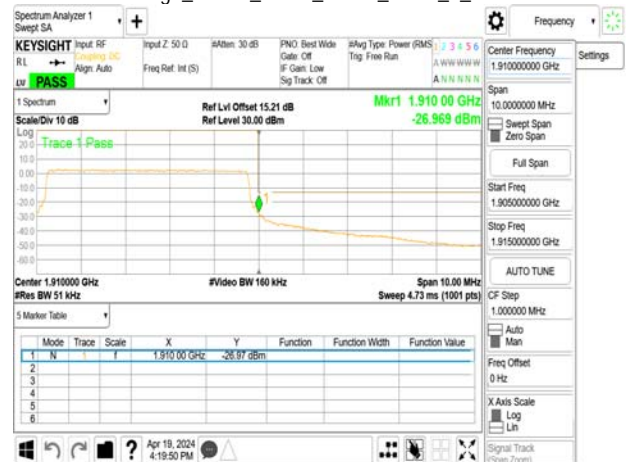 Spectrum Analyzer 1
Swept SA
Frequency
KEYSIGHT Input: RF
Coupling: DC
Align: Auto
Input Z: 50 Ω
Freq Ref: Int (S)
#Atten: 30 dB
PNO: Best Wide
Gate: Off
IF Gain: Low
Sig Track: Off
#Avg Type: Power (RMS)
Trig: Free Run
1 2 3 4 5 6
A W W W W W
A N N N N N
RL
LW PASS
Center Frequency
1.910000000 GHz
Settings
Span
10.0000000 MHz
Swept Span
Zero Span
Full Span
Start Freq
1.905000000 GHz
Stop Freq
1.915000000 GHz
AUTO TUNE
CF Step
1.000000 MHz
Auto
Man
Freq Offset
0 Hz
X Axis Scale
Log
Lin
Signal Track
(Span Zoom)
1 Spectrum
Scale/Div 10 dB
Ref Lvl Offset 15.21 dB
Ref Level 30.00 dBm
Mkr1 1.910 00 GHz
-26.969 dBm
Log
Trace 1 Pass
20.0
10.0
0.00
-10.0
-20.0
-30.0
-40.0
-50.0
-60.0
1
Center 1.910000 GHz
#Res BW 51 kHz
#Video BW 160 kHz
Span 10.00 MHz
Sweep 4.73 ms (1001 pts)
5 Marker Table
Mode Trace Scale X Y Function Function Width Function Value
1 N 1 f 1.910 00 GHz -26.97 dBm
2
3
4
5
6
?
Apr 19, 2024
4:19:50 PM